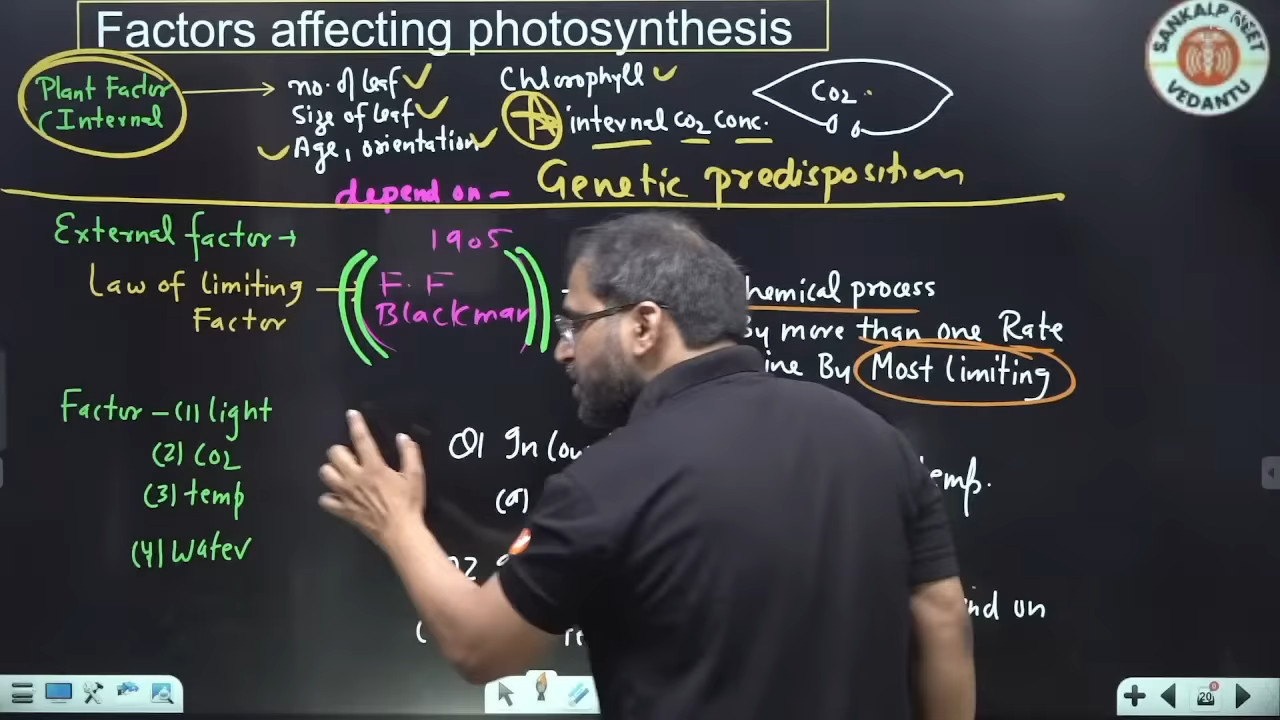 Factors affecting photosynthesis
SANKALP NEET
VEDANTU
Plant Factor
(Internal
no. of leaf
Size of leaf
Age, orientation
Chlorophyll
internal CO2 Conc.
CO2
Genetic predisposition
depend on -
External factor →
Law of limiting
Factor
1905
F. F
Blackman
hemical process
By more than one Rate
ine By Most limiting
Factor - (1) light
(2) CO2
(3) temp
(4) Water
Q1 In
(a)
emp.
nd on
20